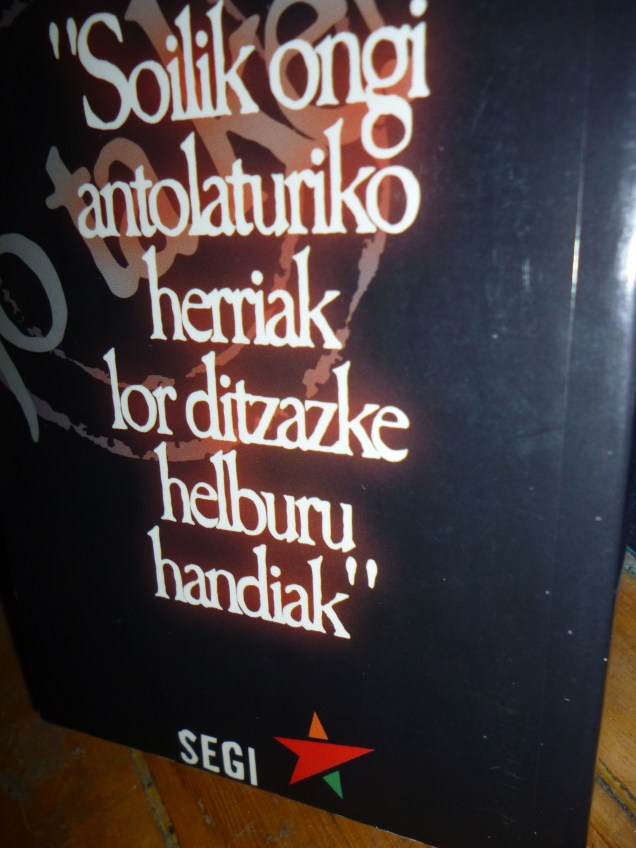 "Soilik ongi
antolaturiko
herriak
lor ditzazke
helburu
handiak"
SEGI